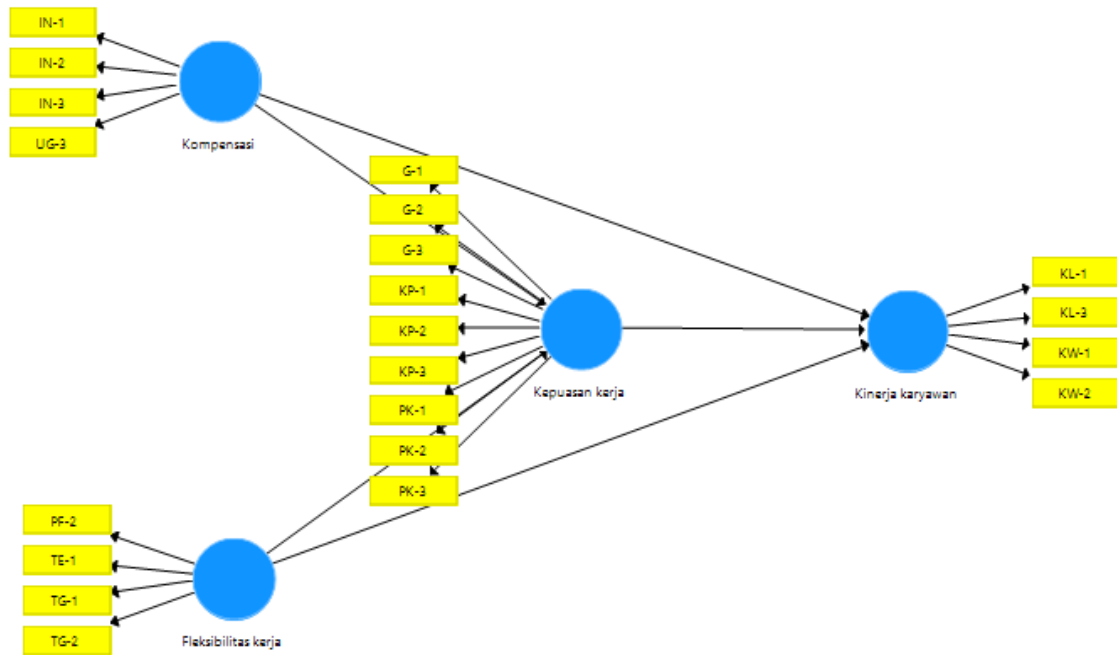 IN-1
IN-2
IN-3
UG-3
Kompensasi
G-1
G-2
G-3
KP-1
KP-2
KP-3
PK-1
PK-2
PK-3
Kepuasan kerja
KL-1
KL-3
KW-1
KW-2
Kinerja karyawan
PF-2
TE-1
TG-1
TG-2
Fleksibilitas kerja